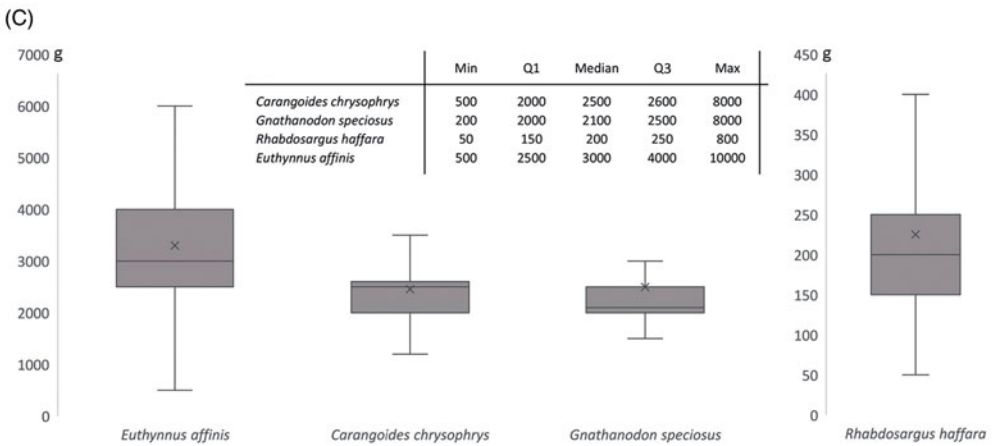 (C)
7000 g
6000
5000
4000
3000
2000
1000
0
Min Q1 Median Q3 Max
Carangoides chrysophrys 500 2000 2500 2600 8000
Gnathanodon speciosus 200 2000 2100 2500 8000
Rhabdosargus haffara 50 150 200 250 800
Euthynnus affinis 500 2500 3000 4000 10000
450 g
400
350
300
250
200
150
100
50
0
Euthynnus affinis Carangoides chrysophrys Gnathanodon speciosus Rhabdosargus haffara